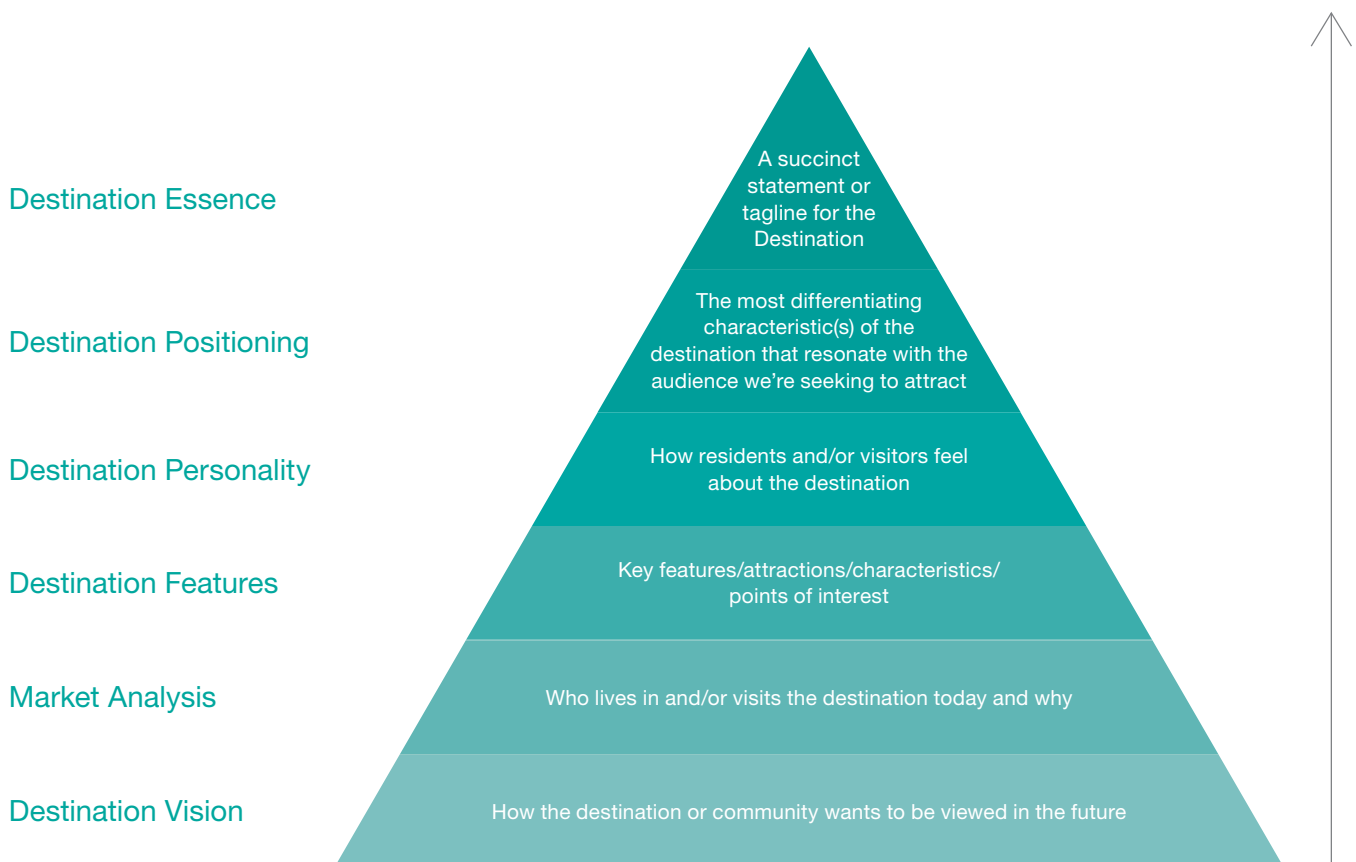 Destination Essence
A succinct
statement or
tagline for the
Destination
Destination Positioning
The most differentiating
characteristic(s) of the
destination that resonate with the
audience we’re seeking to attract
Destination Personality
How residents and/or visitors feel
about the destination
Destination Features
Key features/attractions/characteristics/
points of interest
Market Analysis
Who lives in and/or visits the destination today and why
Destination Vision
How the destination or community wants to be viewed in the future